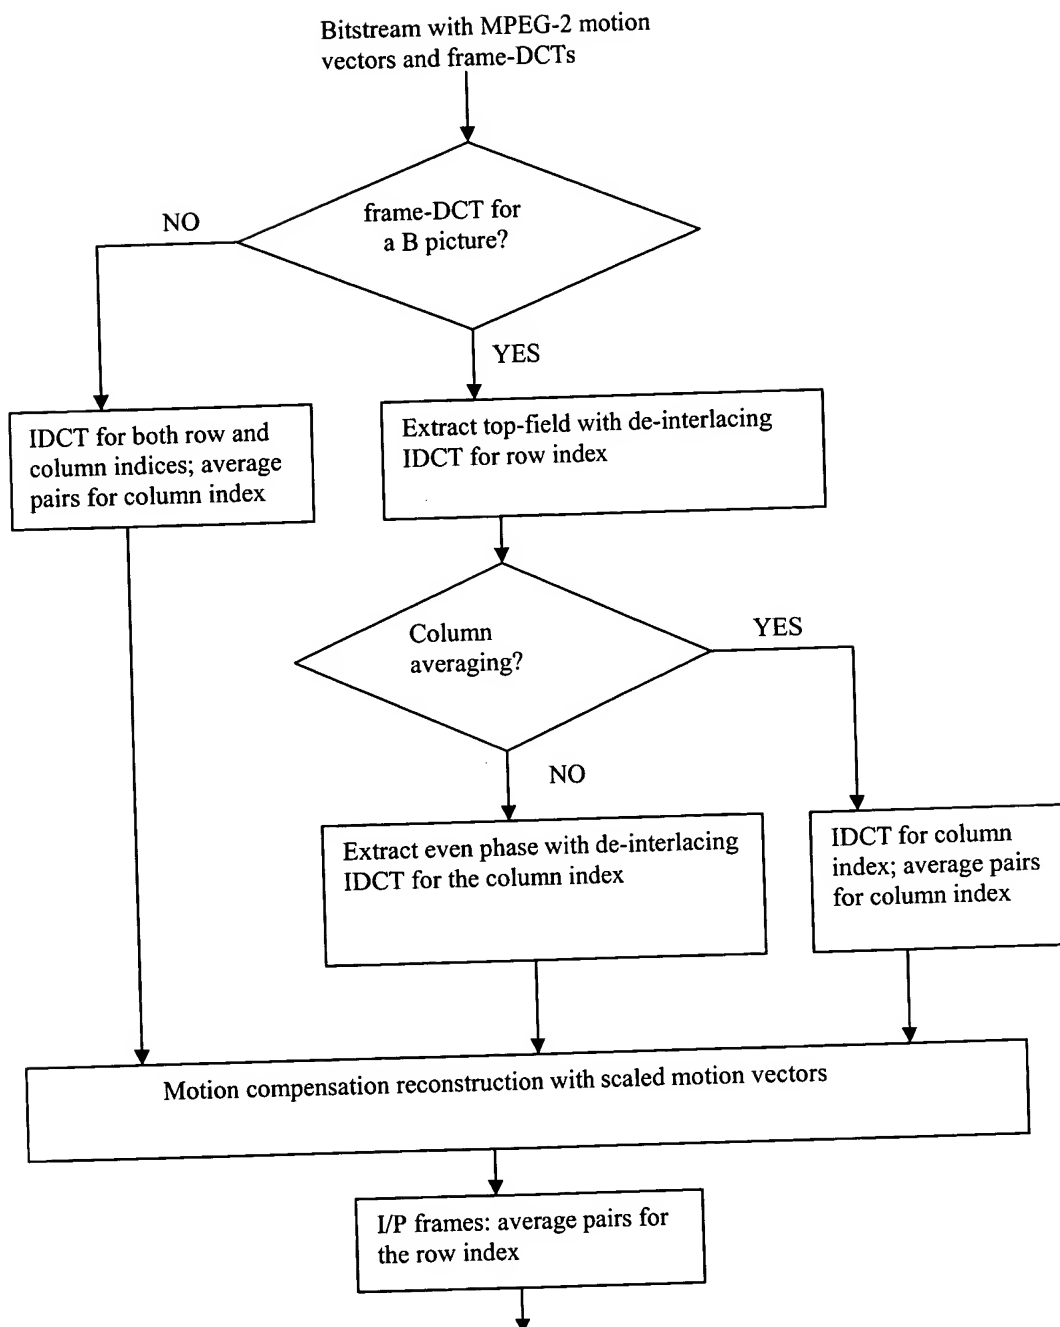 Bitstream with MPEG-2 motion
vectors and frame-DCTs
frame-DCT for
a B picture?
NO
YES
IDCT for both row and
column indices; average
pairs for column index
Extract top-field with de-interlacing
IDCT for row index
Column
averaging?
YES
NO
Extract even phase with de-interlacing
IDCT for the column index
IDCT for column
index; average pairs
for column index
Motion compensation reconstruction with scaled motion vectors
I/P frames: average pairs for
the row index